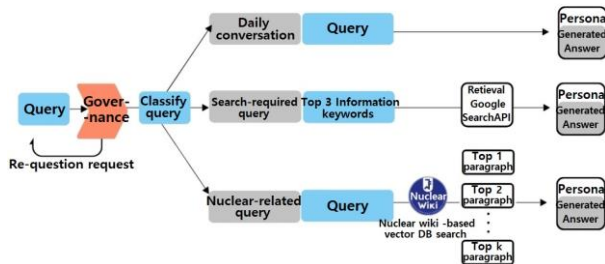 Daily
conversation
Query
Persona
Generated
Answer
Query
Gover-
-nance
Classify
query
Search-required
query
Top 3 Information
keywords
Retieval
Google
SearchAPI
Persona
Generated
Answer
Re-question request
Nuclear-related
query
Query
Nuclear
Wiki
Nuclear wiki -based
vector DB search
Top 1
paragraph
Top 2
paragraph
Top k
paragraph
Persona
Generated
Answer